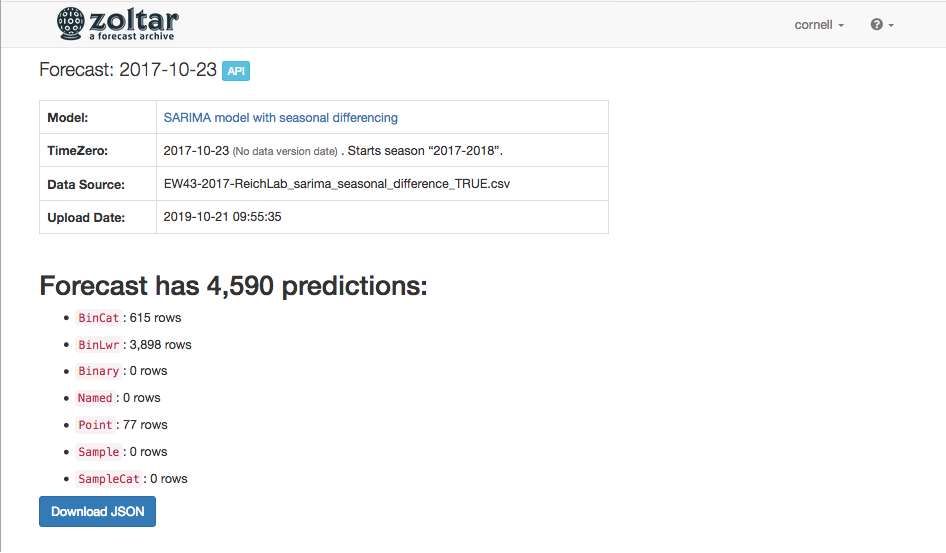 zoltar
a forecast archive
cornell
?
Forecast: 2017-10-23 API
Model: SARIMA model with seasonal differencing
TimeZero: 2017-10-23 (No data version date) . Starts season “2017-2018”.
Data Source: EW43-2017-ReichLab_sarima_seasonal_difference_TRUE.csv
Upload Date: 2019-10-21 09:55:35
Forecast has 4,590 predictions:
• BinCat : 615 rows
• BinLwr : 3,898 rows
• Binary : 0 rows
• Named : 0 rows
• Point : 77 rows
• Sample : 0 rows
• SampleCat : 0 rows
Download JSON